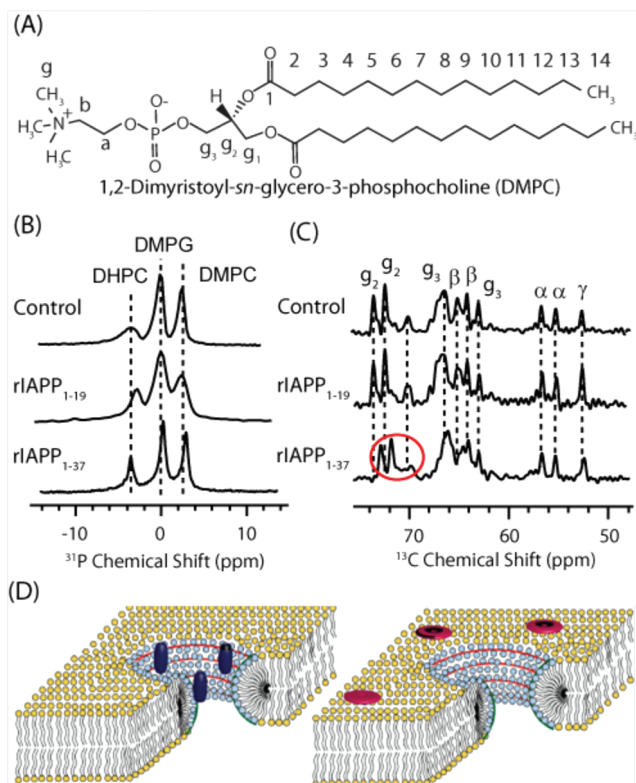 (A)
g
CH₃
b
H₃C
N⁺
H₃C
a
O
P
O⁻
O
O
g₃
H
g₂
g₁
O
O
O
O
1
2 3 4 5 6 7 8 9 10 11 12 13 14
CH₃
CH₃
1,2-Dimyristoyl-sn-glycero-3-phosphocholine (DMPC)
(B)
DMPG
DHPC DMPC
Control
rIAPP₁₋₁₉
rIAPP₁₋₃₇
-10 0 10
³¹P Chemical Shift (ppm)
(C)
g₂ g₂ g₃ β β g₃ α α γ
Control
rIAPP₁₋₁₉
rIAPP₁₋₃₇
70 60 50
¹³C Chemical Shift (ppm)
(D)